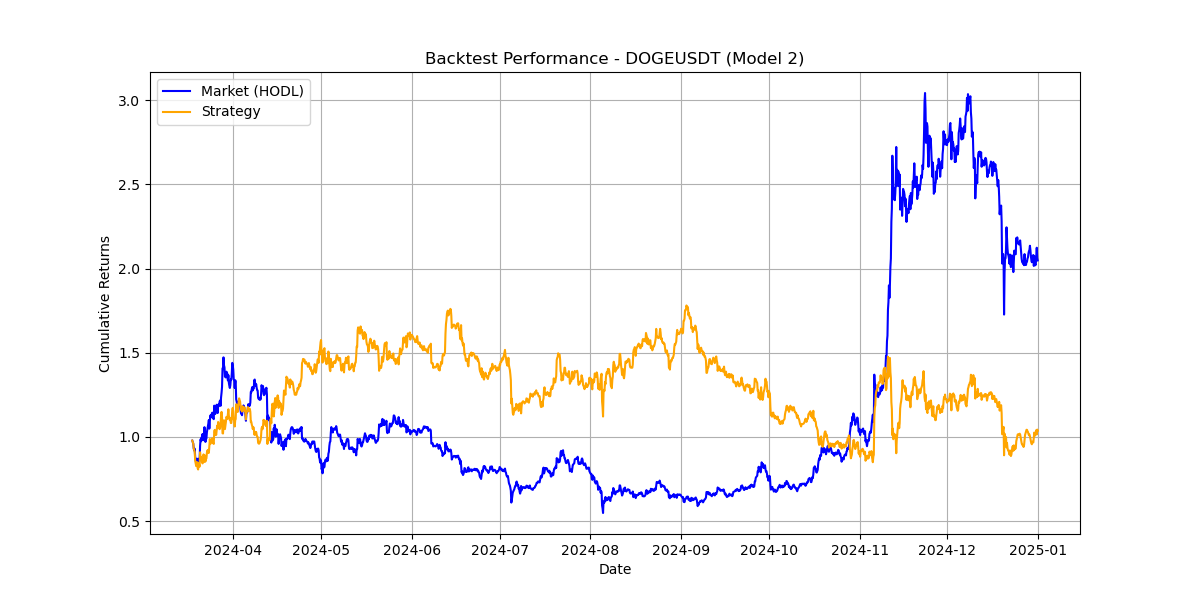 Backtest Performance - DOGEUSDT (Model 2)
Market (HODL)
Strategy
Cumulative Returns
3.0
2.5
2.0
1.5
1.0
0.5
2024-04 2024-05 2024-06 2024-07 2024-08 2024-09 2024-10 2024-11 2024-12 2025-01
Date